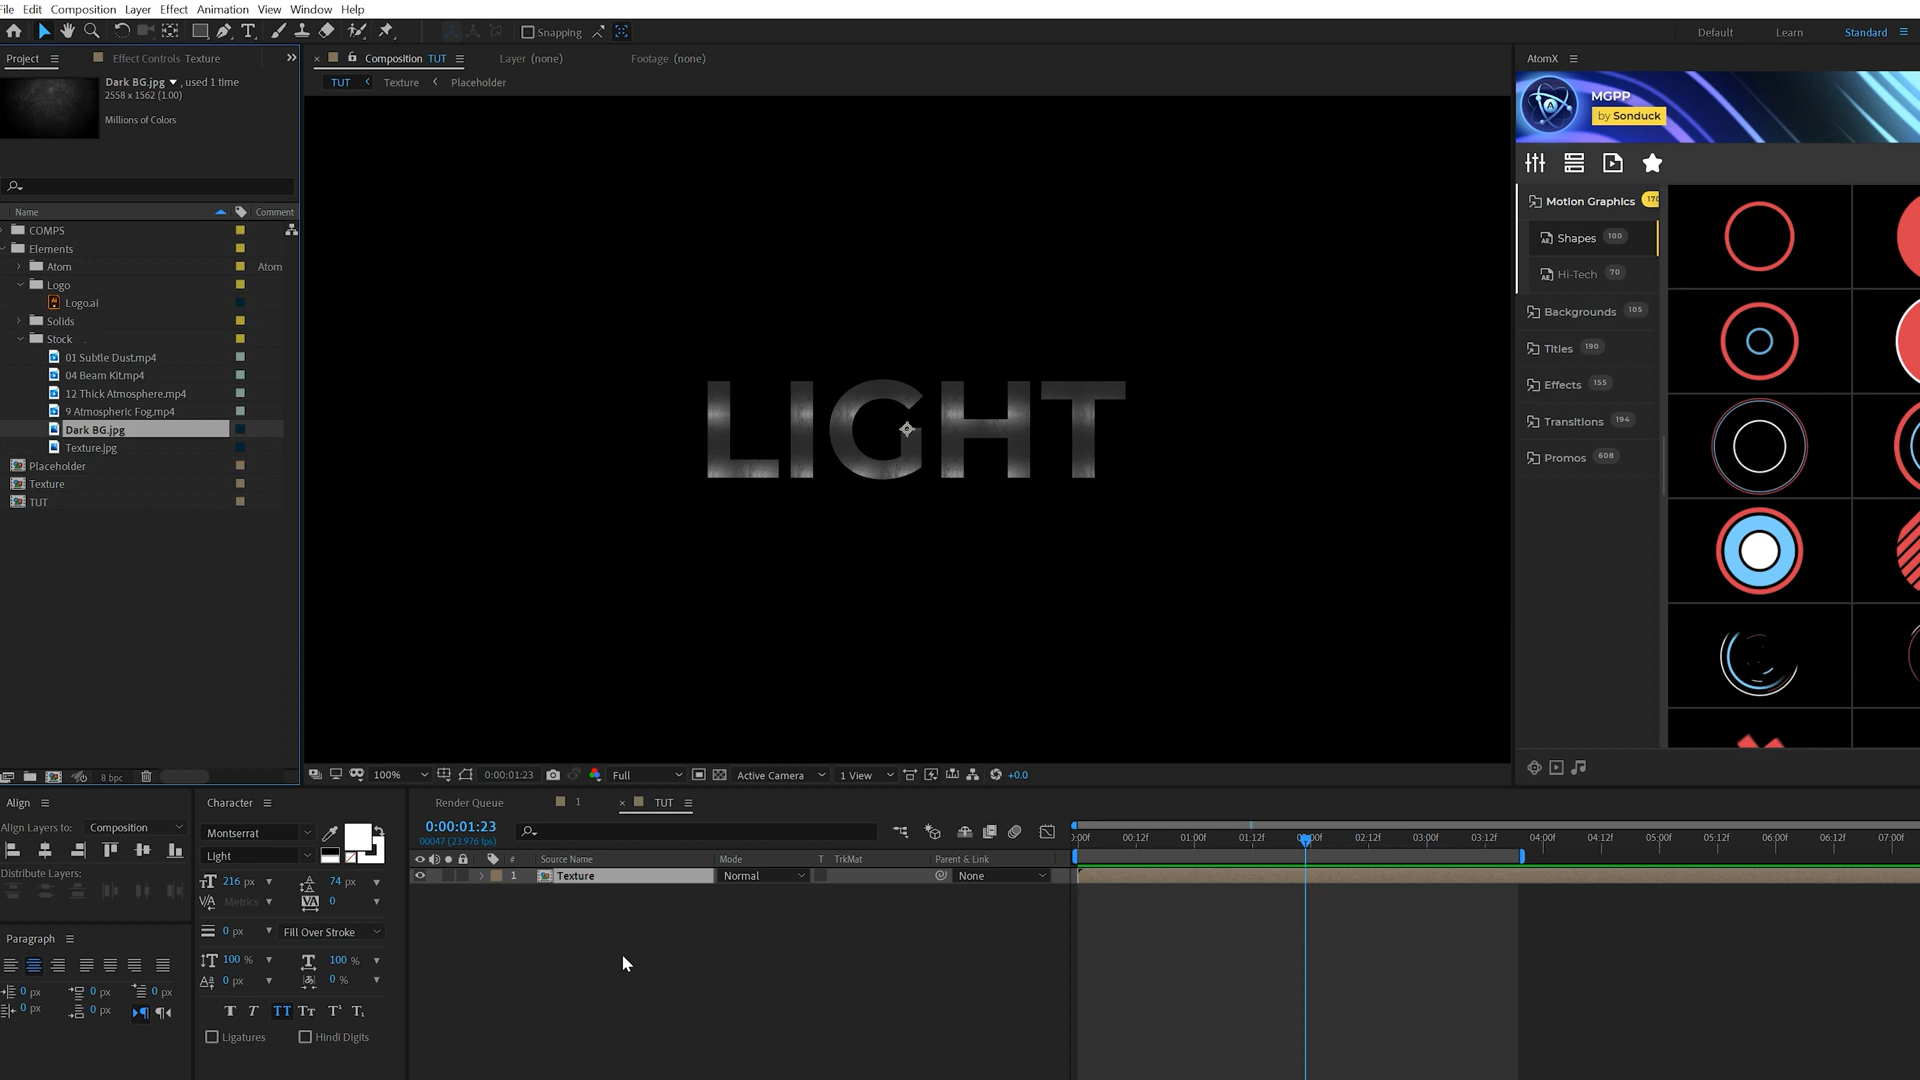 File Edit Composition Layer Effect Animation View Window Help
Snapping
Default Learn Standard
Project Effect Controls Texture
Composition TUT Layer (none) Footage (none)
AtomX
Dark BG.jpg , used 1 time
2558 x 1562 (1.00)
Millions of Colors
TUT Texture Placeholder
MGPP
by Sonduck
Name Comment
COMPS
Elements
Atom Atom
Logo
Logo.ai
Solids
Stock
01 Subtle Dust.mp4
04 Beam Kit.mp4
12 Thick Atmosphere.mp4
9 Atmospheric Fog.mp4
Dark BG.jpg
Texture.jpg
Placeholder
Texture
TUT
LIGHT
Motion Graphics
Shapes 100
Hi-Tech 70
Backgrounds 105
Titles 190
Effects 155
Transitions 194
Promos 608
8 bpc
100% 0:00:01:23 Full Active Camera 1 View +0.0
Align
Align Layers to: Composition
Distribute Layers:
Paragraph
0 px 0 px 0 px
0 px 0 px
Character
Montserrat
Light
216 px 74 px
Metrics 0
0 px Fill Over Stroke
100 % 100 %
0 px 0 %
T T TT Tт T¹ T₁
Ligatures Hindi Digits
Render Queue 1 TUT
0:00:01:23
00047 (23.976 fps)
# Source Name Mode T TrkMat Parent & Link
1 Texture Normal None
00:12f 01:00f 01:12f 02:12f 03:00f 03:12f 04:00f 04:12f 05:00f 05:12f 06:00f 06:12f 07:00f